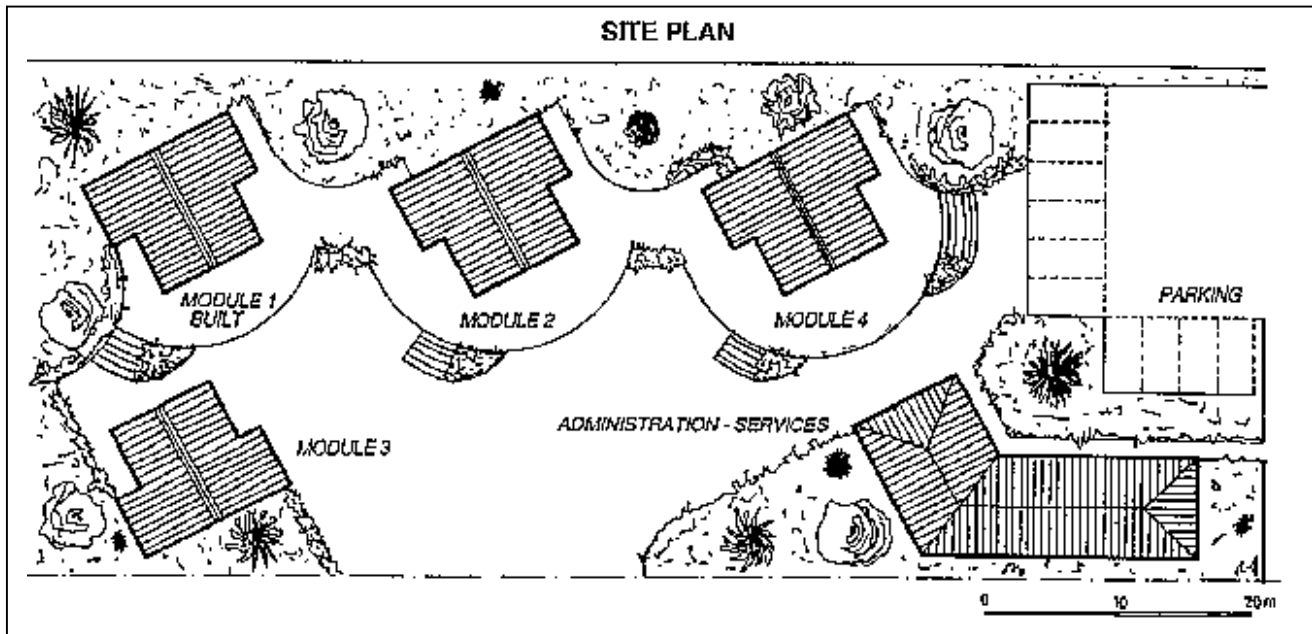 SITE PLAN
MODULE 1
BUILT
MODULE 2
MODULE 4
PARKING
ADMINISTRATION - SERVICES
MODULE 3
0 10 20m